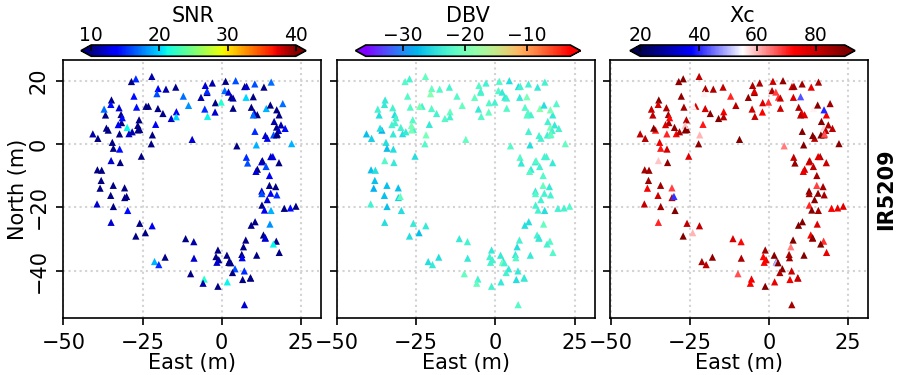 SNR DBV Xc
10 20 30 40 −30 −20 −10 20 40 60 80
North (m)
20
0
−20
−40
−50 −25 0 25 −50 −25 0 25 −50 −25 0 25
East (m) East (m) East (m)
IR5209